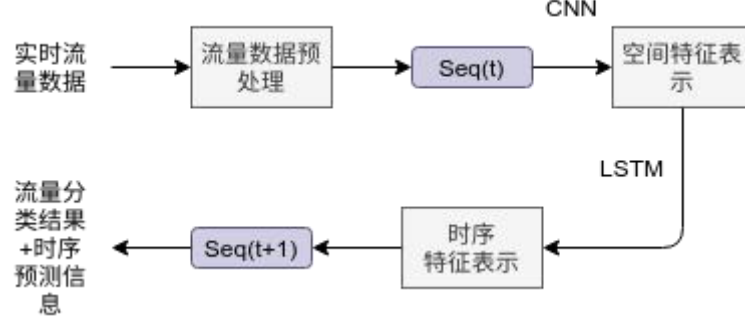 CNN
实时流
量数据
流量数据预
处理
Seq(t)
空间特征表
示
LSTM
流量分
类结果
+时序
预测信
息
Seq(t+1)
时序
特征表示